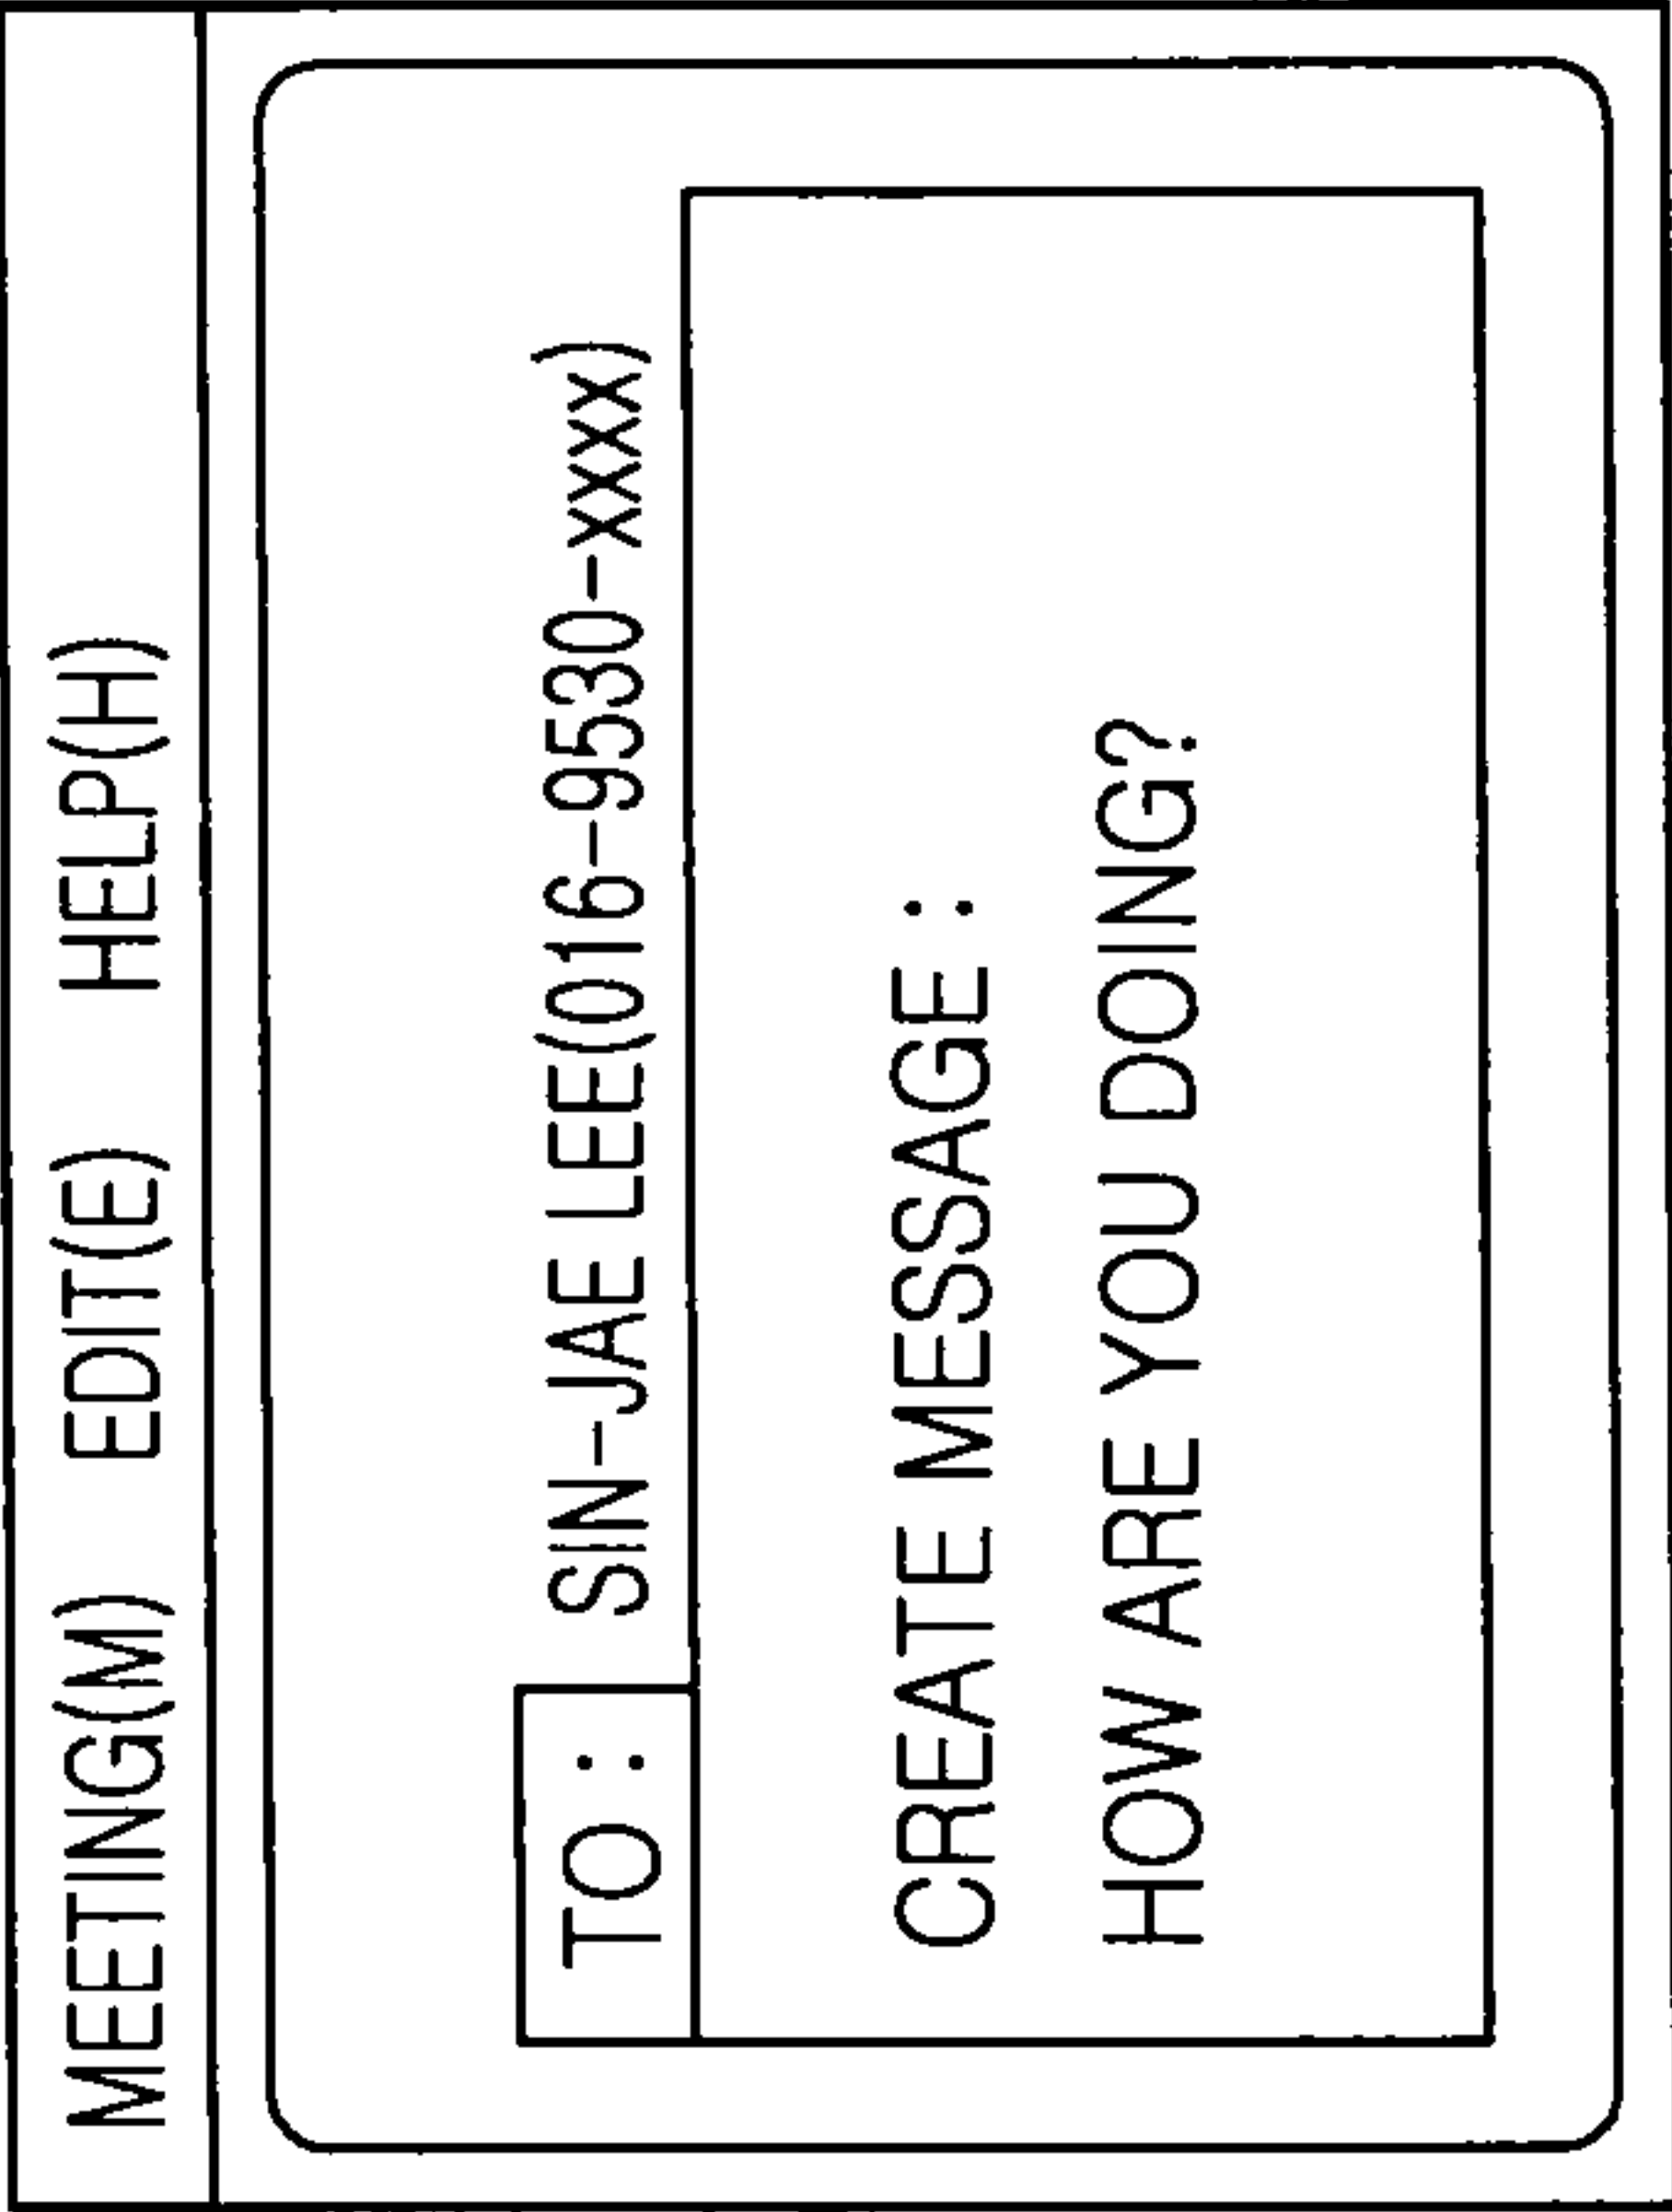 MEETING(M) EDIT(E) HELP(H)
TO : SIN-JAE LEE(016-9530-xxxx)
CREATE MESSAGE :
HOW ARE YOU DOING?